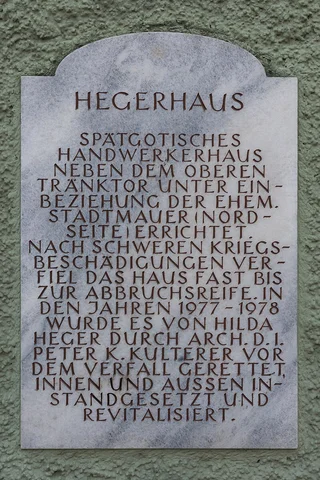 HEGERHAUS
SPÄTGOTISCHES
HANDWERKERHAUS
NEBEN DEM OBEREN
TRÄNKTOR UNTER EIN-
BEZIEHUNG DER EHEM.
STADTMAUER (NORD-
SEITE) ERRICHTET.
NACH SCHWEREN KRIEGS-
BESCHÄDIGUNGEN VER-
FIEL DAS HAUS FAST BIS
ZUR ABBRUCHSREIFE. IN
DEN JAHREN 1977-1978
WURDE ES VON HILDA
HEGER DURCH ARCH. D. I.
PETER K. KULTERER VOR
DEM VERFALL GERETTET,
INNEN UND AUSSEN IN-
STANDGESETZT UND
REVITALISIERT.